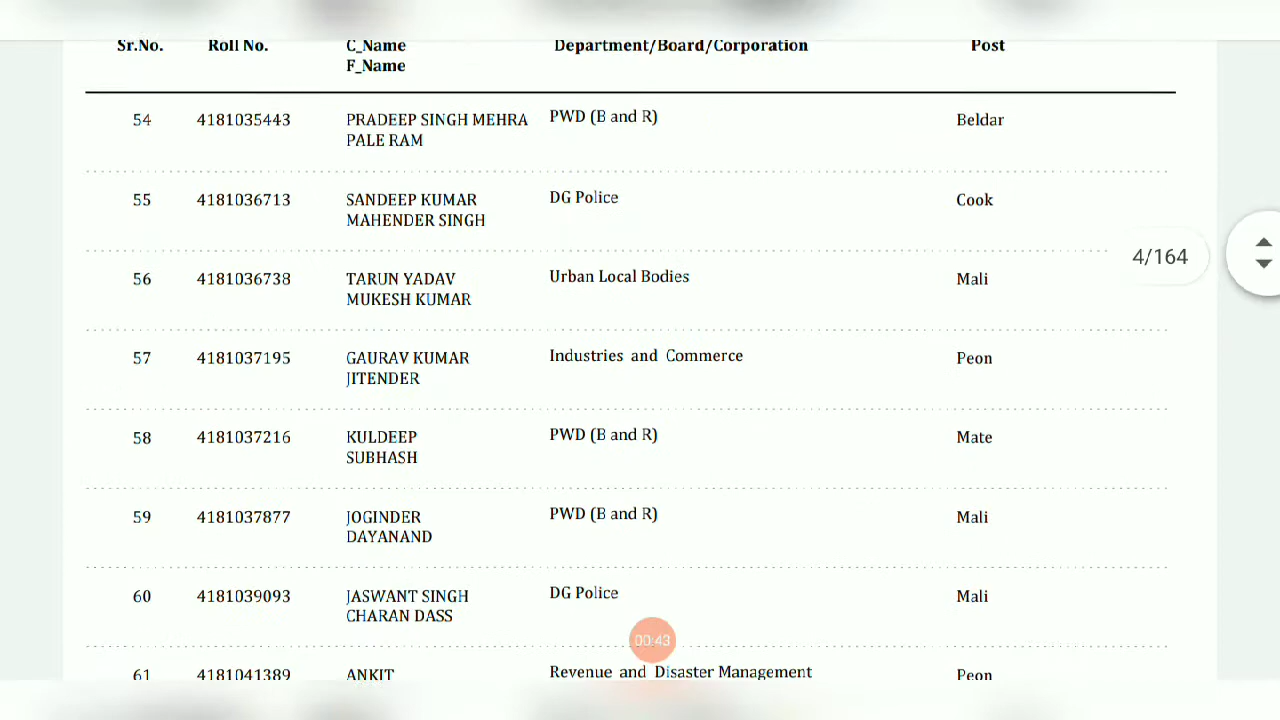 Sr.No. Roll No. C_Name Department/Board/Corporation Post
F_Name
54 4181035443 PRADEEP SINGH MEHRA PWD (B and R) Beldar
PALE RAM
55 4181036713 SANDEEP KUMAR DG Police Cook
MAHENDER SINGH
4/164
56 4181036738 TARUN YADAV Urban Local Bodies Mali
MUKESH KUMAR
57 4181037195 GAURAV KUMAR Industries and Commerce Peon
JITENDER
58 4181037216 KULDEEP PWD (B and R) Mate
SUBHASH
59 4181037877 JOGINDER PWD (B and R) Mali
DAYANAND
60 4181039093 JASWANT SINGH DG Police Mali
CHARAN DASS
00:43
61 4181041389 ANKIT Revenue and Disaster Management Peon